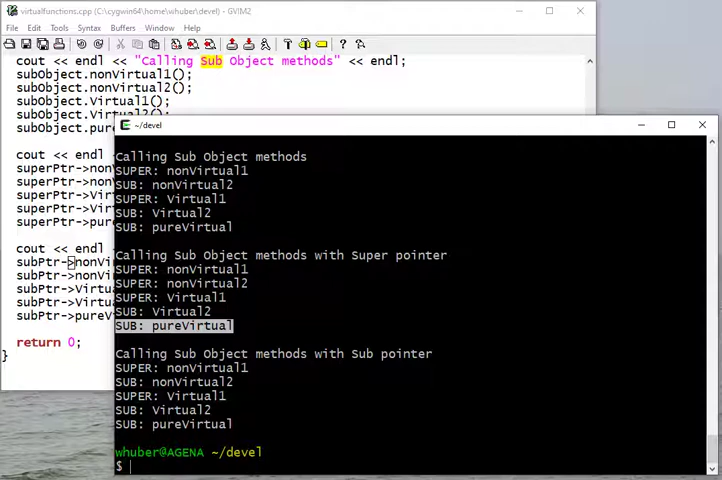 virtualfunctions.cpp (C:\cygwin64\home\whuber\devel) - GVIM2
File Edit Tools Syntax Buffers Window Help
cout << endl << "Calling Sub Object methods" << endl;
subObject.nonVirtual1();
subObject.nonVirtual2();
subObject.Virtual1();
subObject.Virtual2();
subObject.pure
cout << endl
superPtr->non
superPtr->non
superPtr->Vir
superPtr->Vir
superPtr->pur
cout << endl
subPtr->nonVi
subPtr->nonVi
subPtr->Virtu
subPtr->Virtu
subPtr->pureV
return 0;
}
~/devel
Calling Sub Object methods
SUPER: nonVirtual1
SUB: nonVirtual2
SUPER: Virtual1
SUB: Virtual2
SUB: pureVirtual
Calling Sub Object methods with Super pointer
SUPER: nonVirtual1
SUPER: nonVirtual2
SUPER: Virtual1
SUB: Virtual2
SUB: pureVirtual
Calling Sub Object methods with Sub pointer
SUPER: nonVirtual1
SUB: nonVirtual2
SUPER: Virtual1
SUB: Virtual2
SUB: pureVirtual
whuber@AGENA ~/devel
$